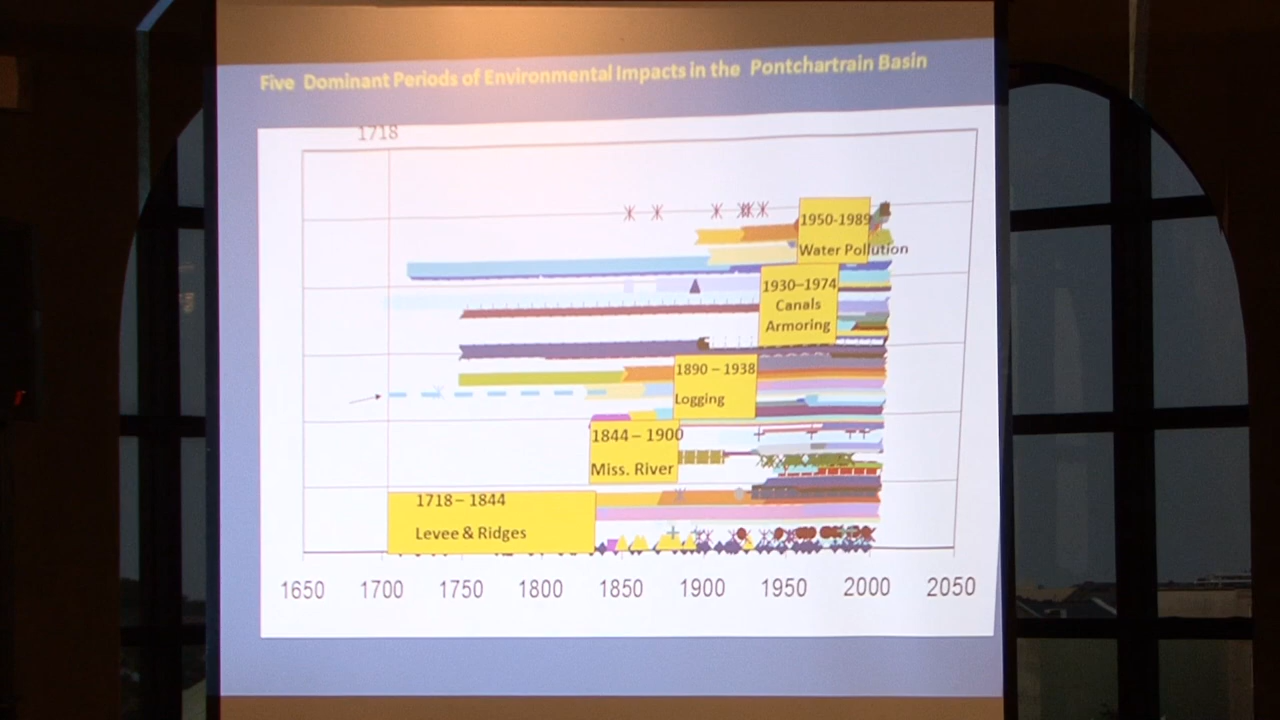 Five Dominant Periods of Environmental Impacts in the Pontchartrain Basin
1718
1950-1989
Water Pollution
1930–1974
Canals
Armoring
1890 – 1938
Logging
1844 – 1900
Miss. River
1718 – 1844
Levee & Ridges
1650 1700 1750 1800 1850 1900 1950 2000 2050